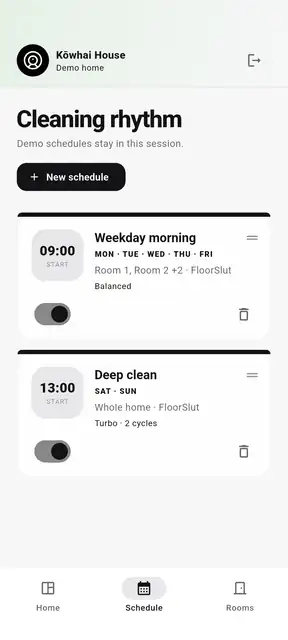 Kōwhai House
Demo home
Cleaning rhythm
Demo schedules stay in this session.
+ New schedule
09:00
START
Weekday morning
MON · TUE · WED · THU · FRI
Room 1, Room 2 +2 · FloorSlut
Balanced
13:00
START
Deep clean
SAT · SUN
Whole home · FloorSlut
Turbo · 2 cycles
Home
Schedule
Rooms